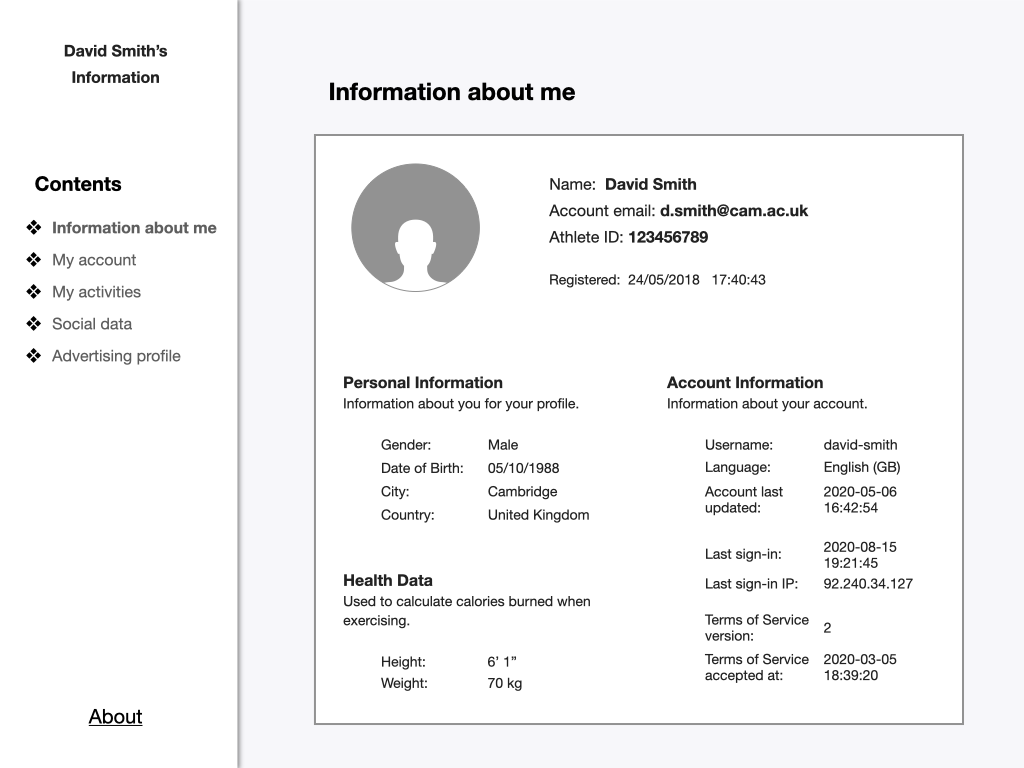 David Smith’s
Information
Contents
Information about me
My account
My activities
Social data
Advertising profile
About
Information about me
Name: David Smith
Account email: d.smith@cam.ac.uk
Athlete ID: 123456789
Registered: 24/05/2018 17:40:43
Personal Information
Information about you for your profile.
Gender: Male
Date of Birth: 05/10/1988
City: Cambridge
Country: United Kingdom
Health Data
Used to calculate calories burned when
exercising.
Height: 6’ 1”
Weight: 70 kg
Account Information
Information about your account.
Username: david-smith
Language: English (GB)
Account last 2020-05-06
updated: 16:42:54
Last sign-in: 2020-08-15
19:21:45
Last sign-in IP: 92.240.34.127
Terms of Service
version: 2
Terms of Service 2020-03-05
accepted at: 18:39:20